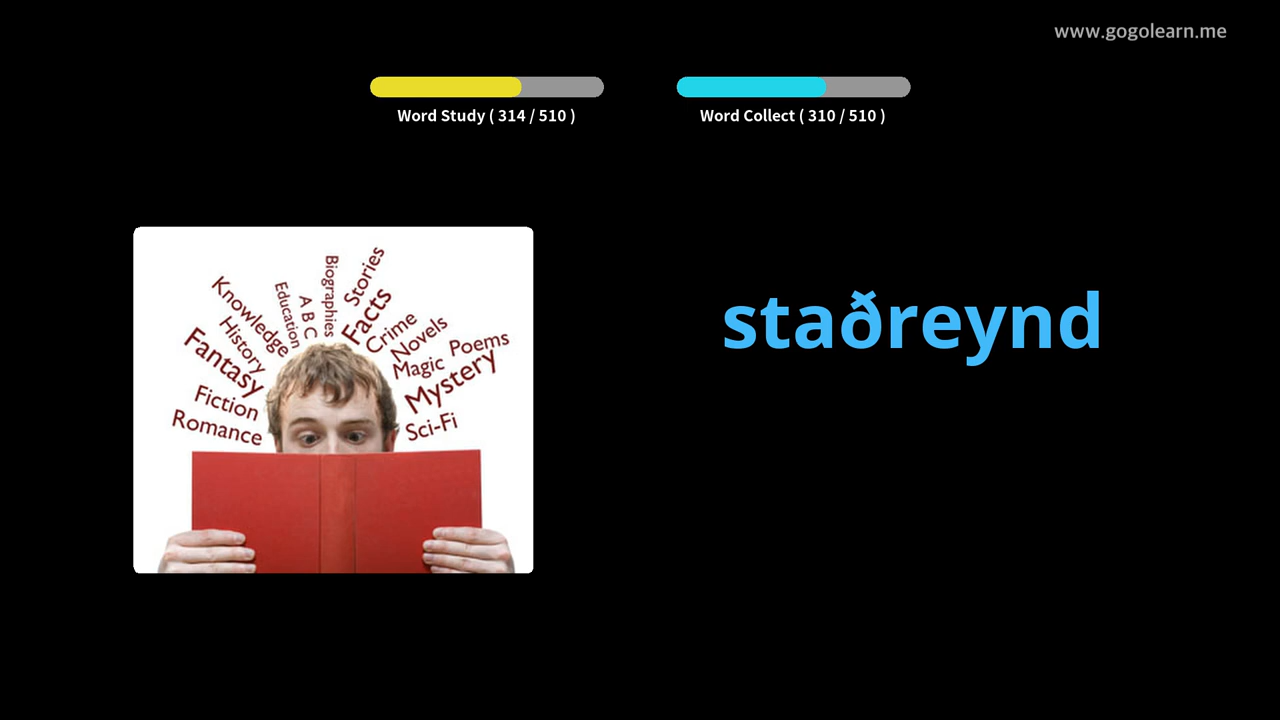 www.gogolearn.me
Word Study ( 314 / 510 )
Word Collect ( 310 / 510 )
staðreynd
Biographies
Stories
Knowledge
Education
A B C
Facts
Crime
History
Novels
Fantasy
Magic
Poems
Mystery
Fiction
Romance
Sci-Fi